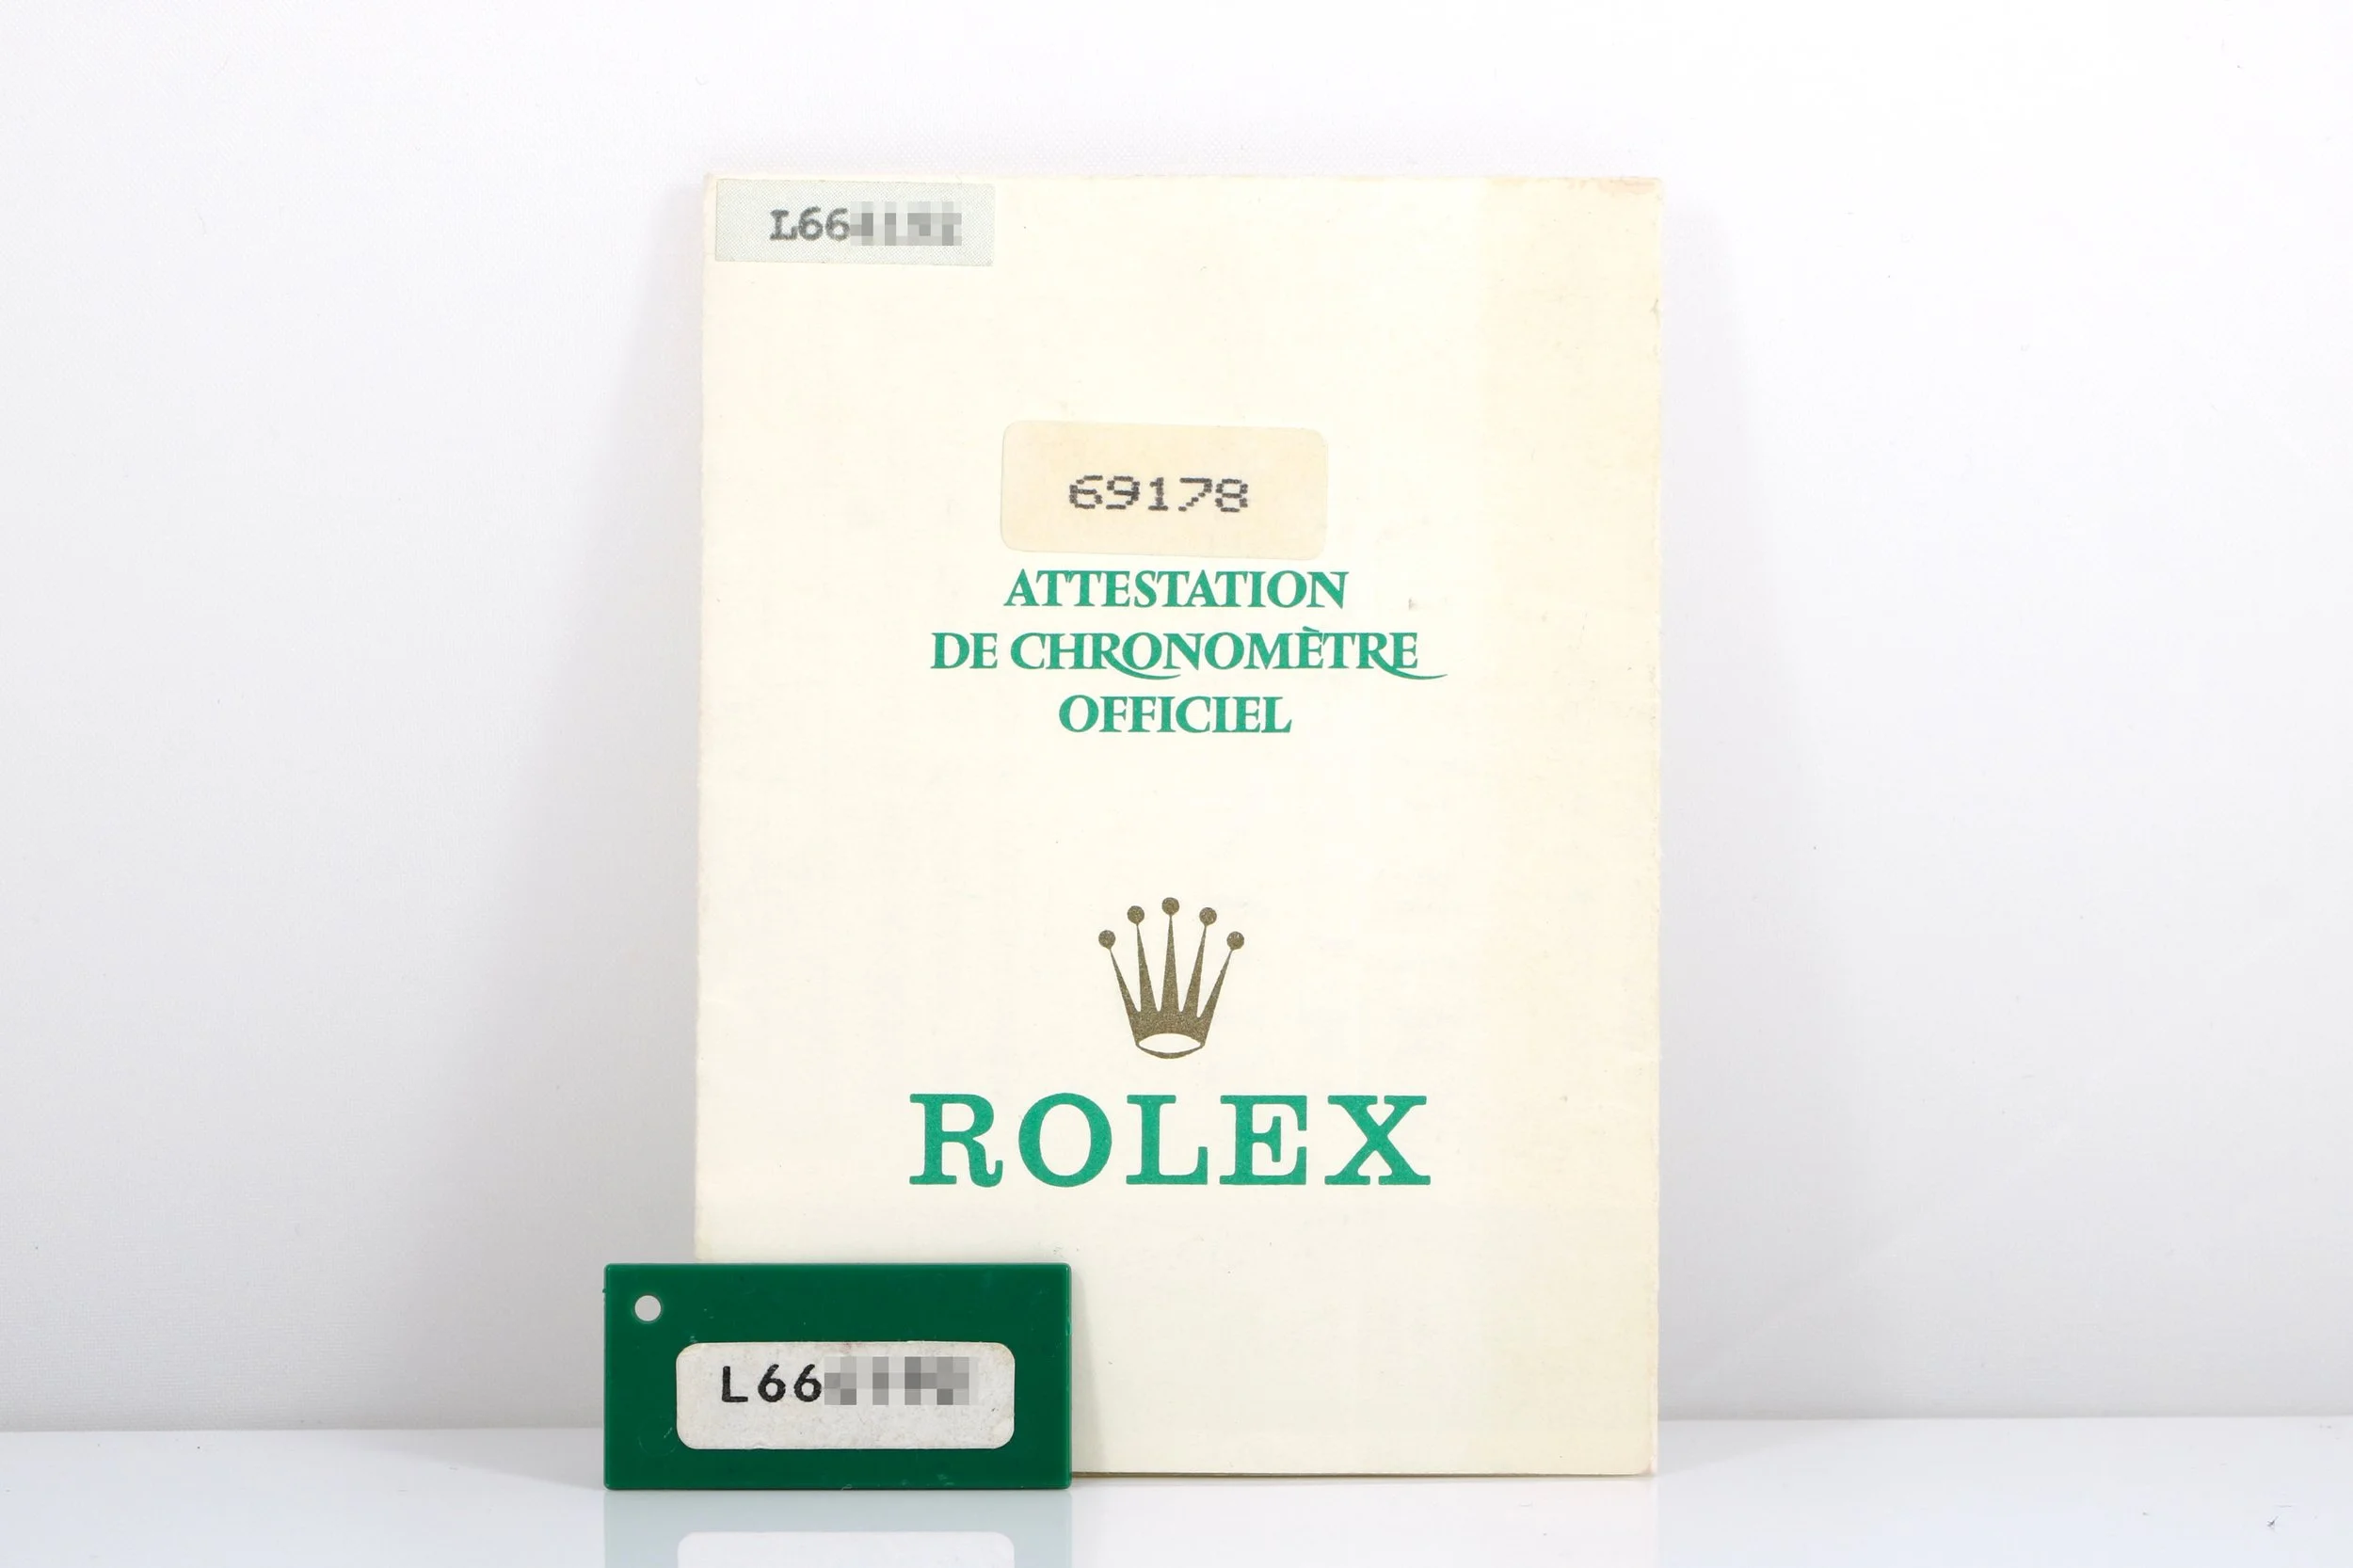 L66
69178
ATTESTATION
DE CHRONOMÈTRE
OFFICIEL
ROLEX
L66